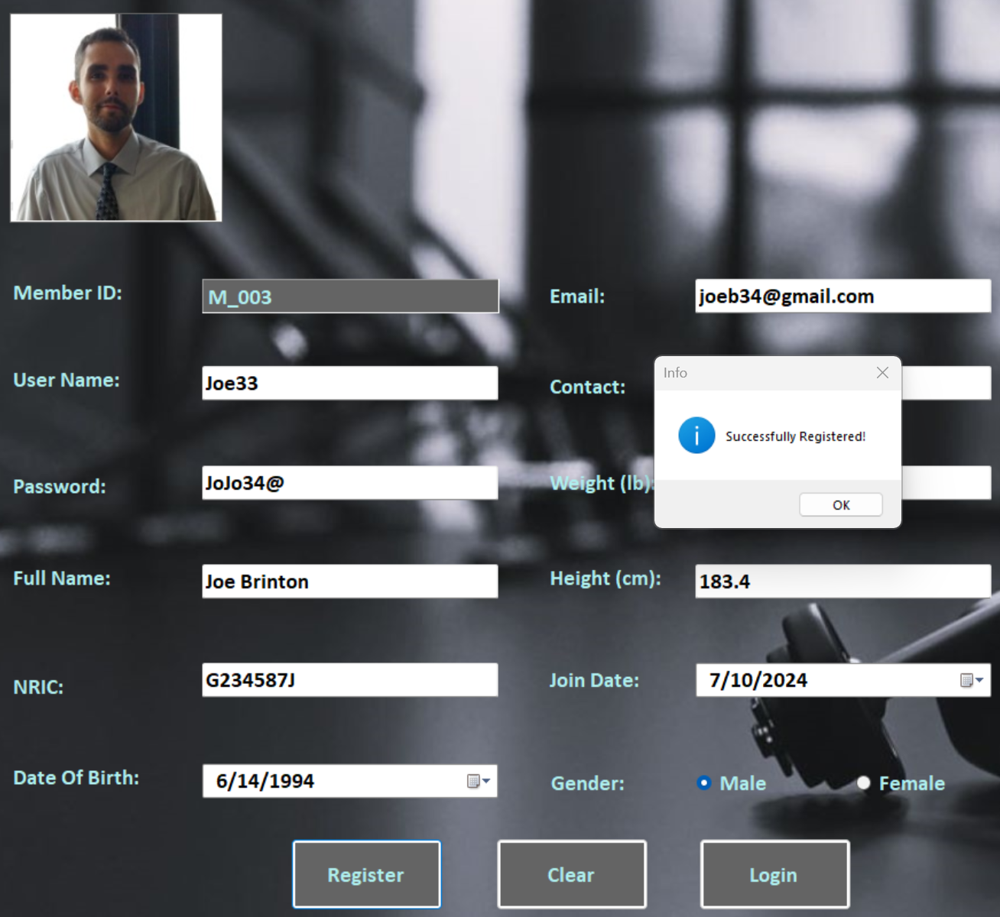 Member ID:
M_003
Email:
joeb34@gmail.com
User Name:
Joe33
Contact:
Info
Successfully Registered!
OK
Password:
JoJo34@
Weight (lb):
Full Name:
Joe Brinton
Height (cm):
183.4
NRIC:
G234587J
Join Date:
7/10/2024
Date Of Birth:
6/14/1994
Gender:
Male
Female
Register
Clear
Login